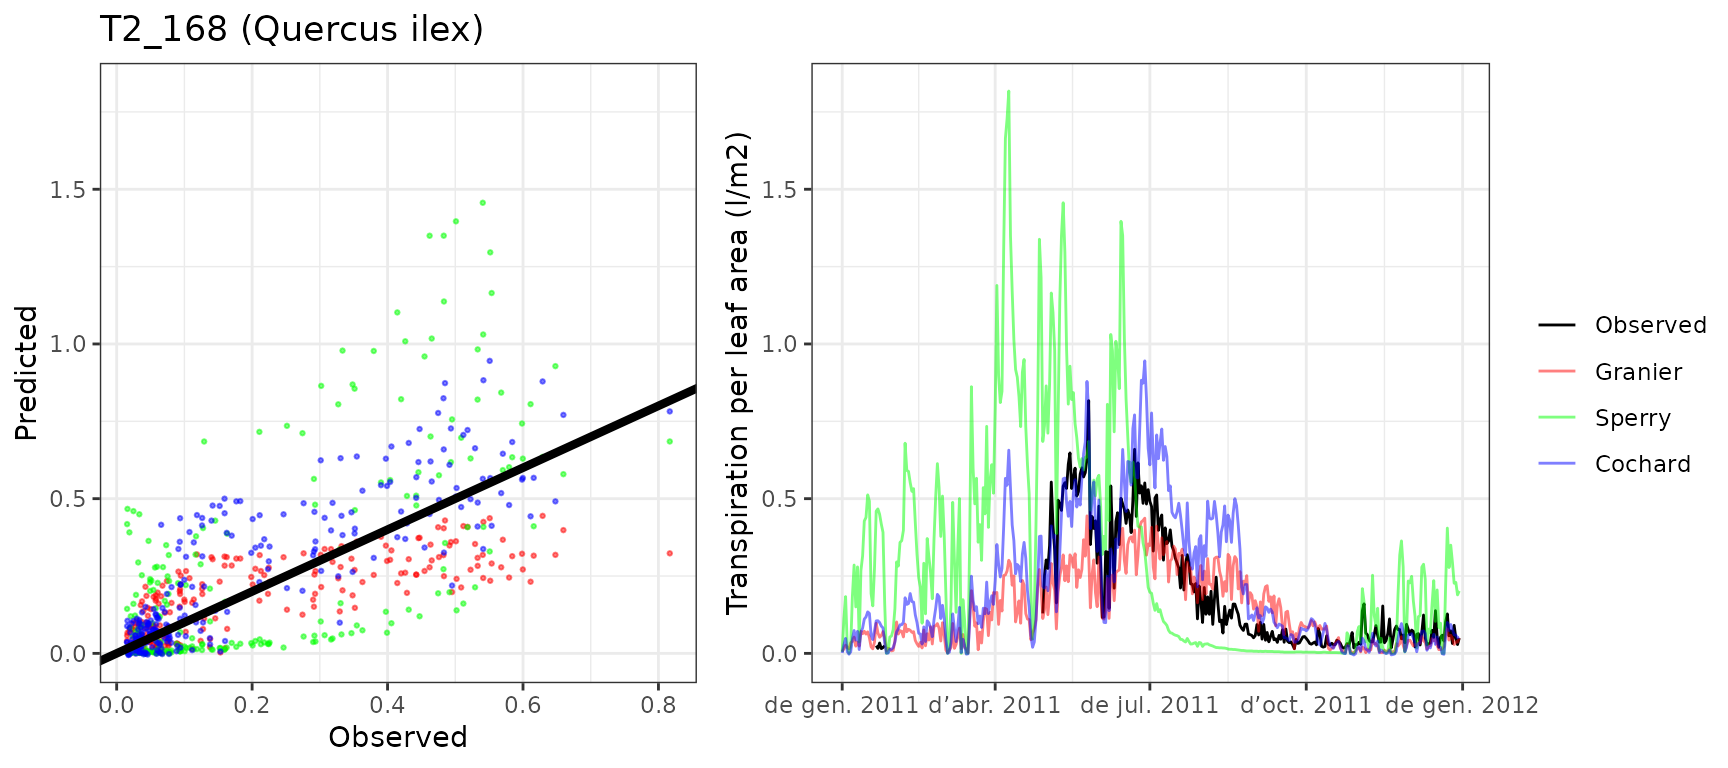 T2_168 (Quercus ilex)
Predicted
1.5
1.0
0.5
0.0
0.0 0.2 0.4 0.6 0.8
Observed
Transpiration per leaf area (l/m2)
1.5
1.0
0.5
0.0
de gen. 2011 d’abr. 2011 de jul. 2011 d’oct. 2011 de gen. 2012
Observed
Granier
Sperry
Cochard